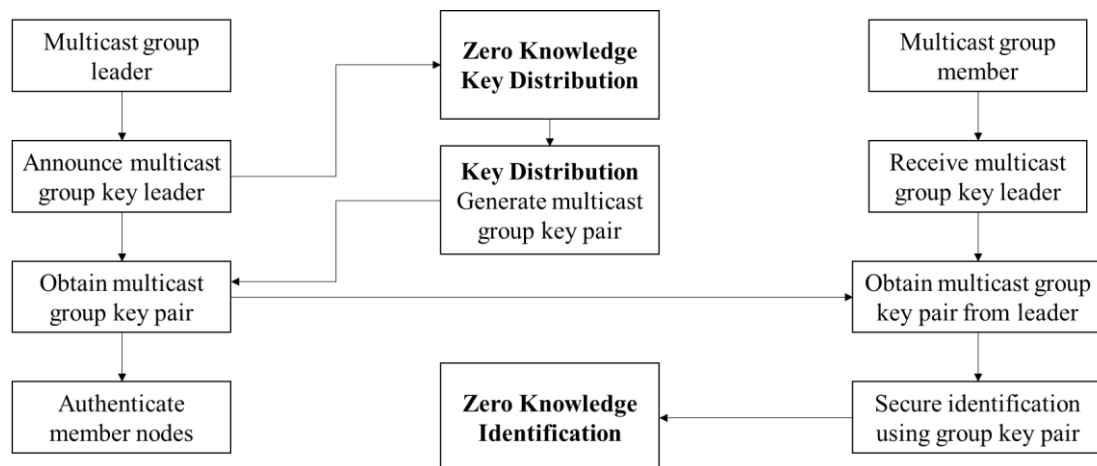 Multicast group
leader
Announce multicast
group key leader
Obtain multicast
group key pair
Authenticate
member nodes
Zero Knowledge
Key Distribution
Key Distribution
Generate multicast
group key pair
Zero Knowledge
Identification
Multicast group
member
Receive multicast
group key leader
Obtain multicast group
key pair from leader
Secure identification
using group key pair